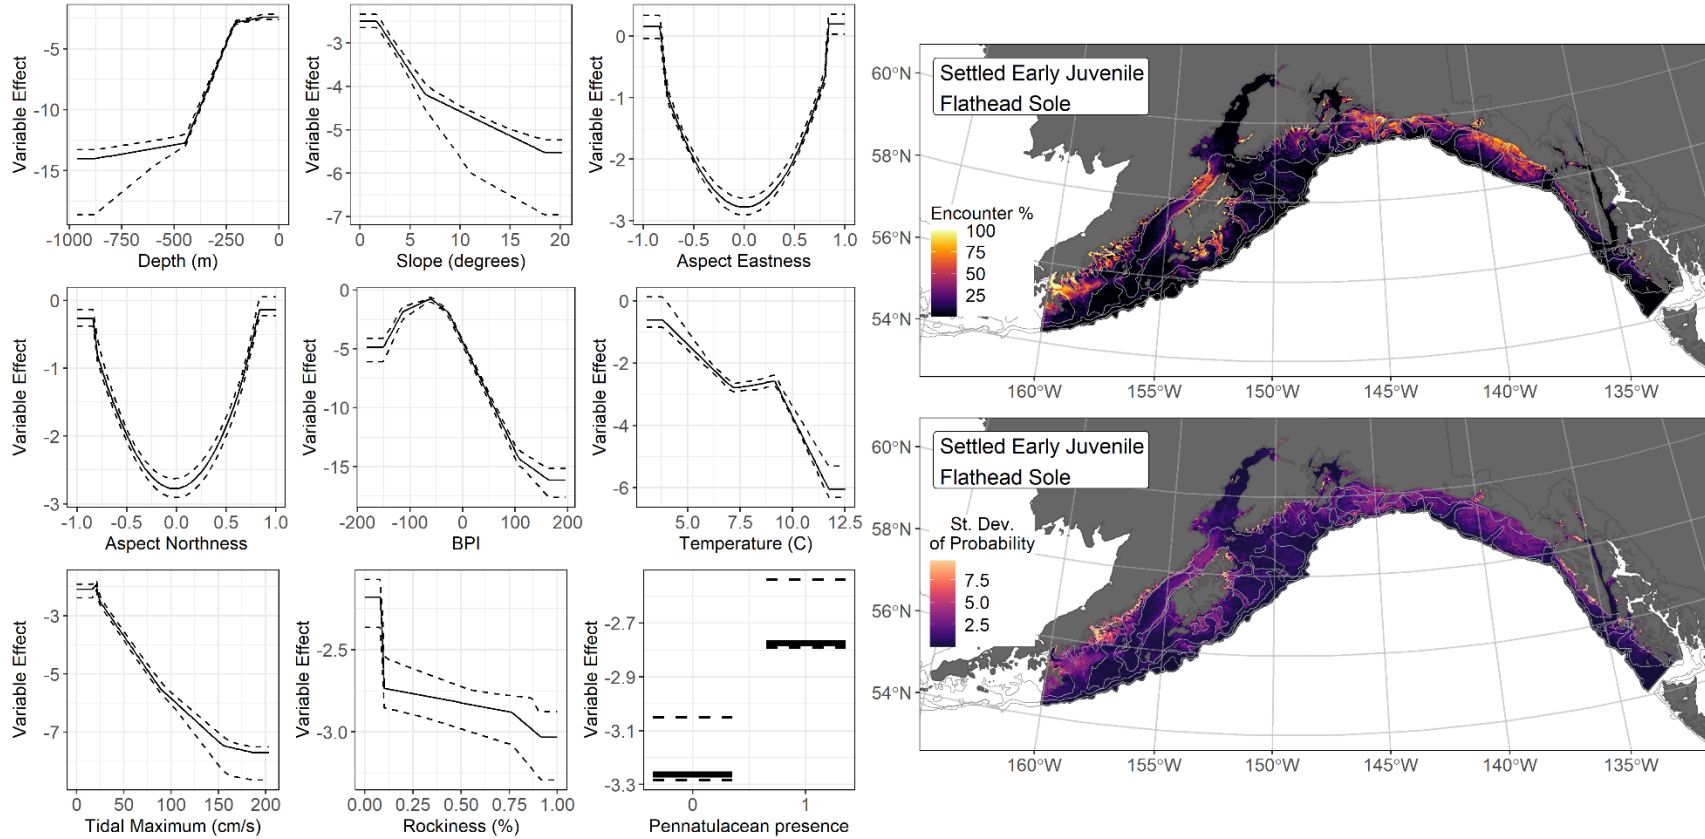 Variable Effect
-5
-10
-15
-1000
-750
-500
-250
0
Depth (m)
Variable Effect
-3
-4
-5
-6
-7
0
5
10
15
20
Slope (degrees)
Variable Effect
0
-1
-2
-3
-1.0
-0.5
0.0
0.5
1.0
Aspect Eastness
Variable Effect
0
-1
-2
-3
-1.0
-0.5
0.0
0.5
1.0
Aspect Northness
Variable Effect
0
-5
-10
-15
-200
-100
0
100
200
BPI
Variable Effect
0
-2
-4
-6
5.0
7.5
10.0
12.5
Temperature (C)
Variable Effect
-3
-5
-7
0
50
100
150
200
Tidal Maximum (cm/s)
Variable Effect
-2.5
-3.0
0.00
0.25
0.50
0.75
1.00
Rockiness (%)
Variable Effect
-2.7
-2.9
-3.1
-3.3
0
1
Pennatulacean presence
Settled Early Juvenile
Flathead Sole
Encounter %
100
75
50
25
60°N
58°N
56°N
54°N
160°W
155°W
150°W
145°W
140°W
135°W
Settled Early Juvenile
Flathead Sole
St. Dev.
of Probability
7.5
5.0
2.5
60°N
58°N
56°N
54°N
160°W
155°W
150°W
145°W
140°W
135°W